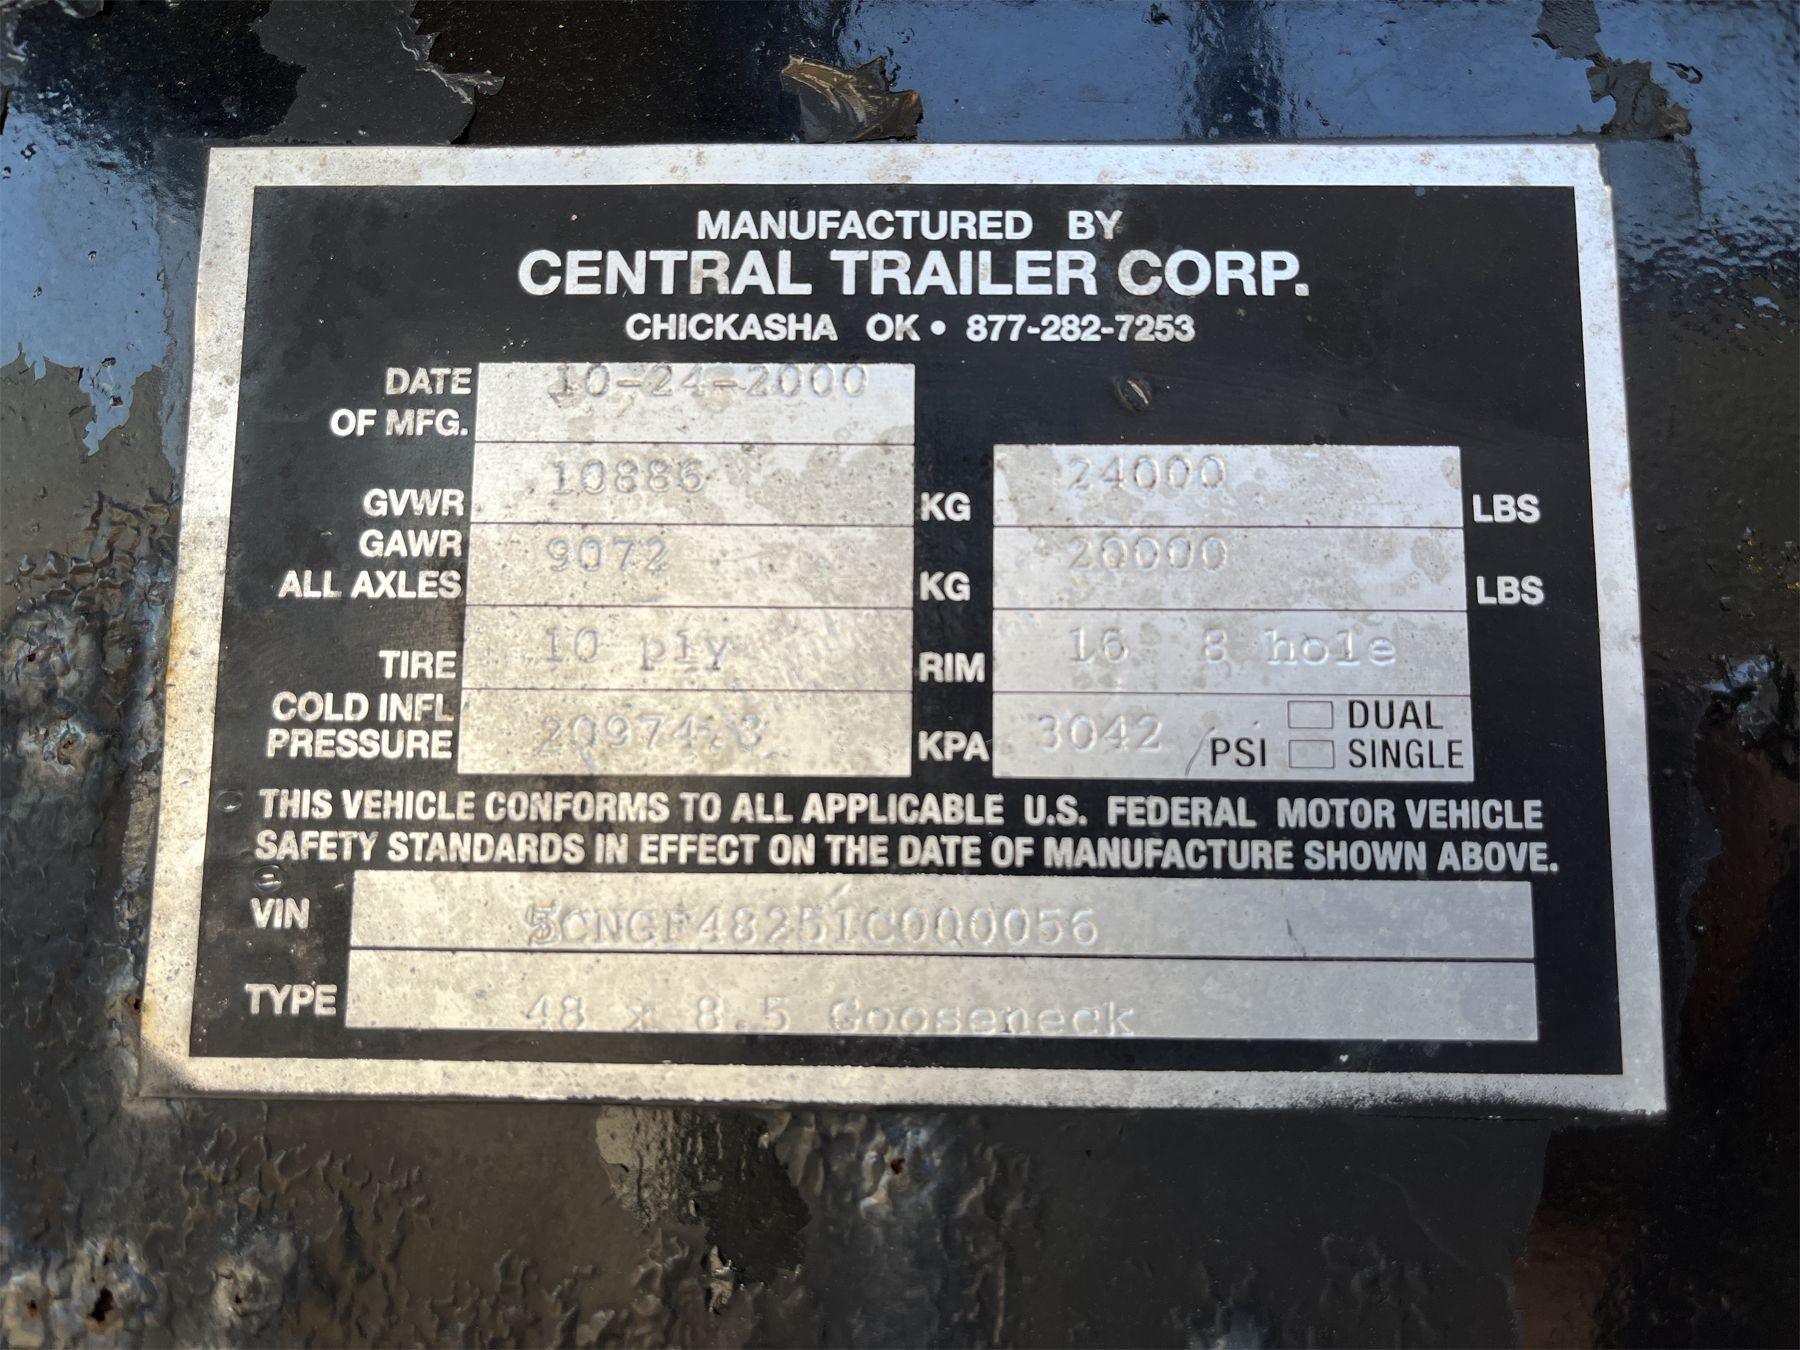 MANUFACTURED BY
CENTRAL TRAILER CORP.
CHICKASHA OK • 877-282-7253
DATE OF MFG. 10-24-2000
GVWR 10886 KG 24000 LBS
GAWR ALL AXLES 9072 KG 20000 LBS
TIRE 10 ply RIM 16 8 hole
COLD INFL PRESSURE 20974.3 KPA 3042 /PSI DUAL SINGLE
THIS VEHICLE CONFORMS TO ALL APPLICABLE U.S. FEDERAL MOTOR VEHICLE
SAFETY STANDARDS IN EFFECT ON THE DATE OF MANUFACTURE SHOWN ABOVE.
VIN 5CNGF48251C000056
TYPE 48 x 8.5 Gooseneck